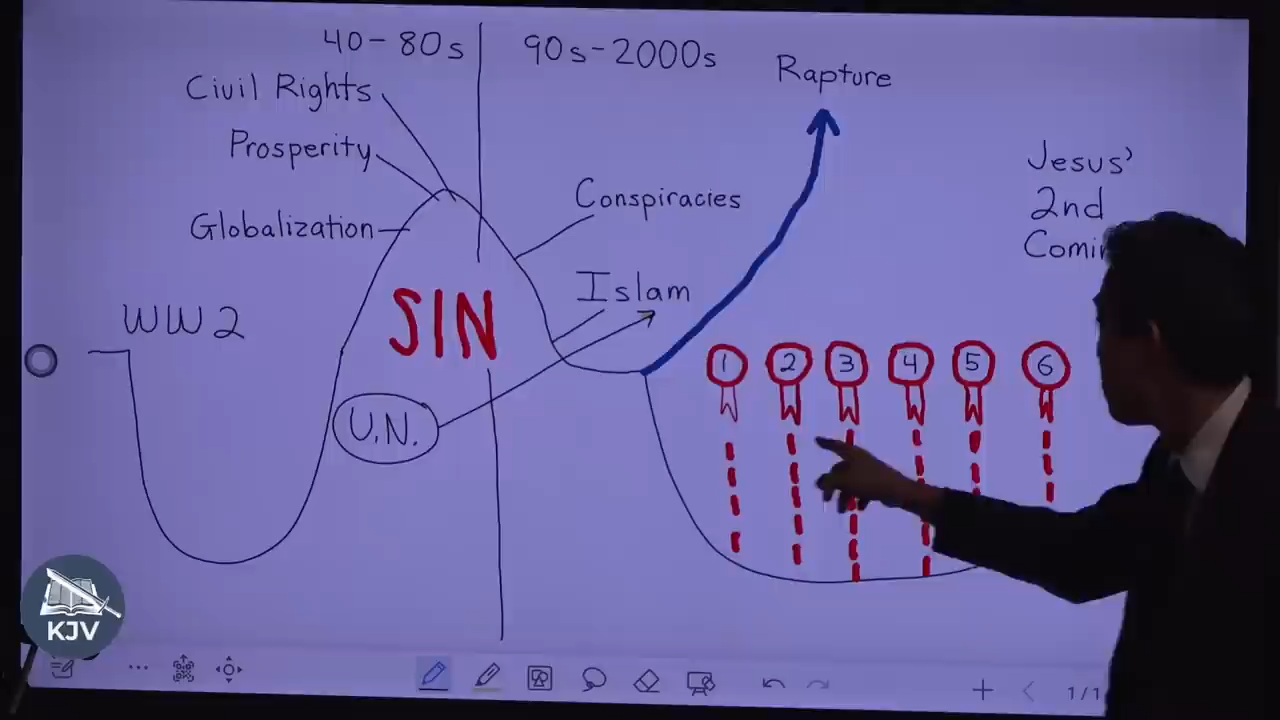 40-80s
90s-2000s
Rapture
Civil Rights
Prosperity
Globalization
Conspiracies
Jesus'
2nd
Islam
WW2
SIN
U.N.
1 2 3 4 5 6
KJV
1/1